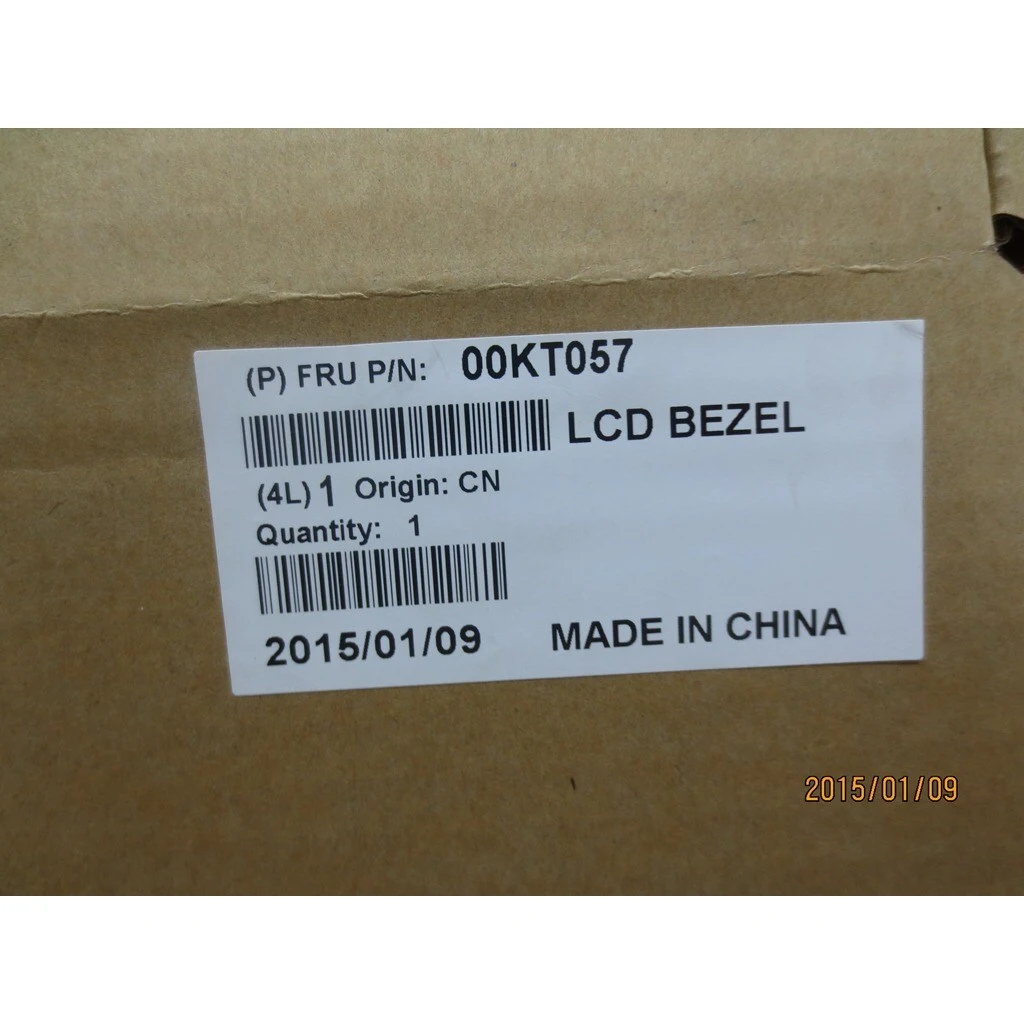 (P) FRU P/N: 00KT057
LCD BEZEL
(4L) 1 Origin: CN
Quantity: 1
2015/01/09 MADE IN CHINA
2015/01/09